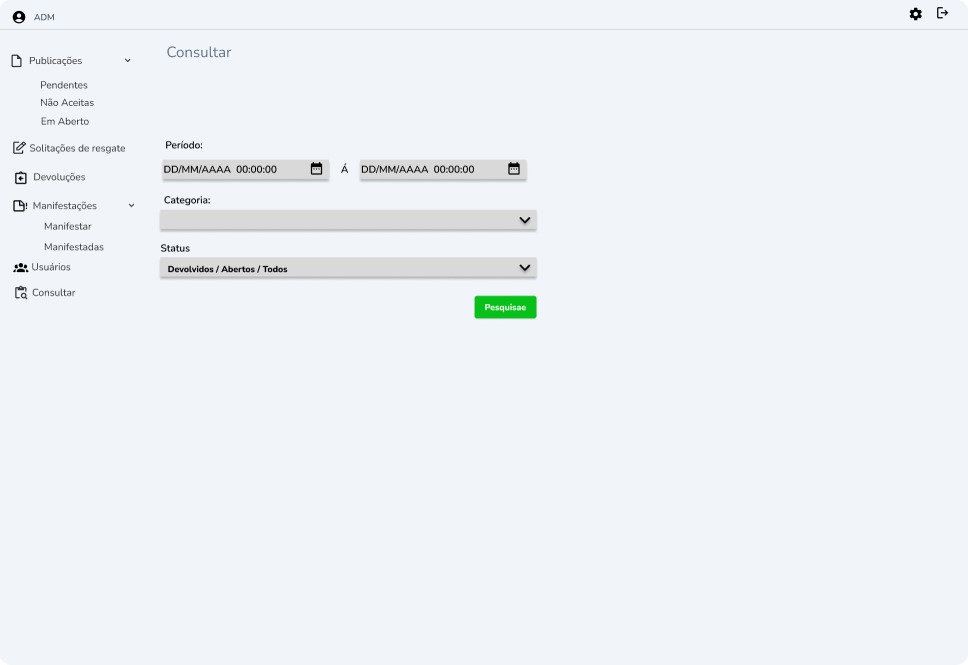 ADM
Consultar
Publicações
Pendentes
Não Aceitas
Em Aberto
Solitações de resgate
Devoluções
Manifestações
Manifestar
Manifestadas
Usuários
Consultar
Período:
DD/MM/AAAA 00:00:00 Á DD/MM/AAAA 00:00:00
Categoria:
Status
Devolvidos / Abertos / Todos
Pesquisae